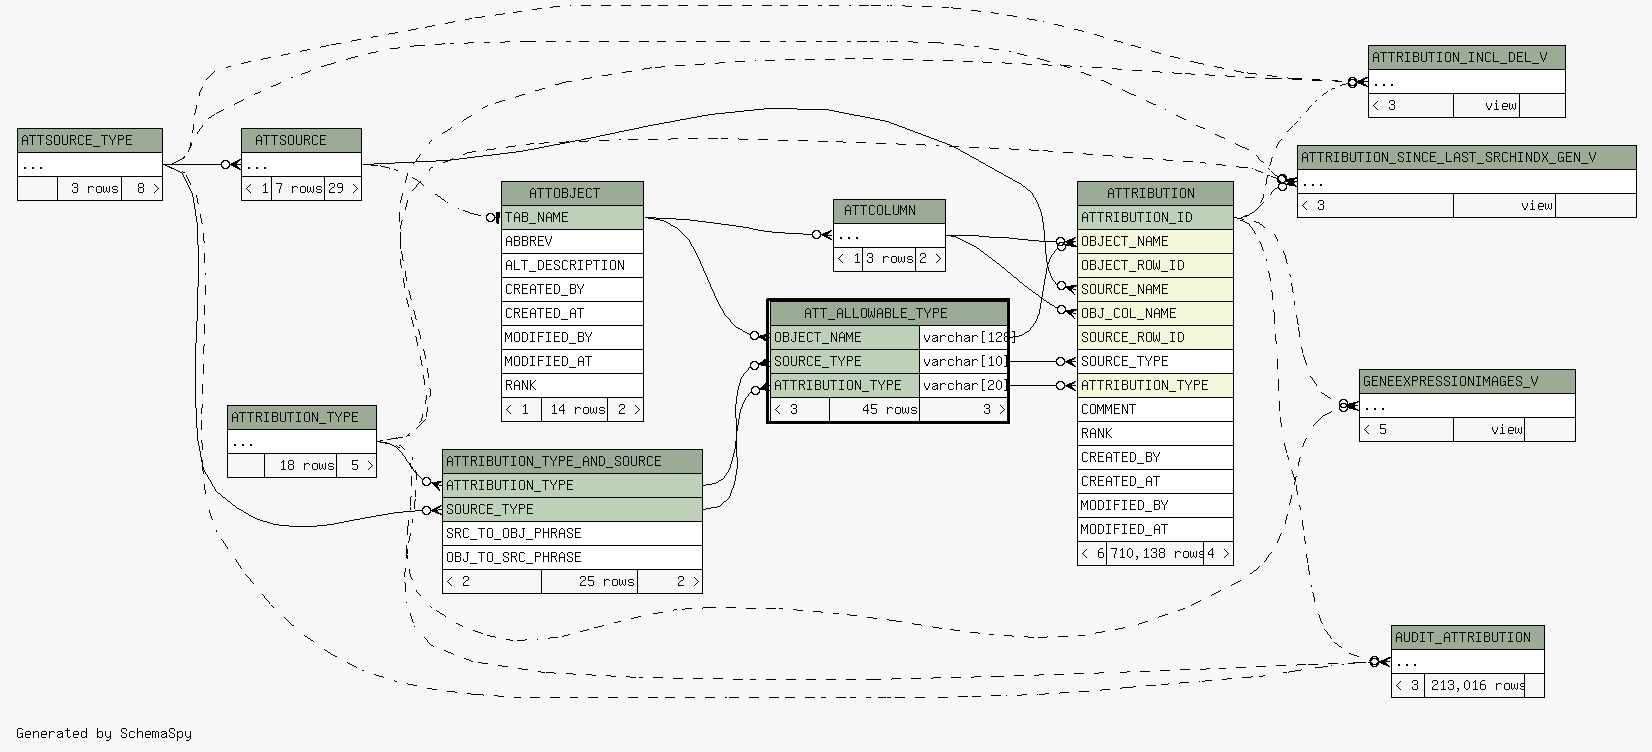 ATTSOURCE_TYPE
...
3 rows 8 >
ATTSOURCE
...
< 1 7 rows 29 >
ATTOBJECT
TAB_NAME
ABBREV
ALT_DESCRIPTION
CREATED_BY
CREATED_AT
MODIFIED_BY
MODIFIED_AT
RANK
< 1 14 rows 2 >
ATTRIBUTION_TYPE
...
18 rows 5 >
ATTRIBUTION_TYPE_AND_SOURCE
ATTRIBUTION_TYPE
SOURCE_TYPE
SRC_TO_OBJ_PHRASE
OBJ_TO_SRC_PHRASE
< 2 25 rows 2 >
ATTCOLUMN
...
< 1 3 rows 2 >
ATT_ALLOWABLE_TYPE
OBJECT_NAME varchar[128]
SOURCE_TYPE varchar[10]
ATTRIBUTION_TYPE varchar[20]
< 3 45 rows 3 >
ATTRIBUTION
ATTRIBUTION_ID
OBJECT_NAME
OBJECT_ROW_ID
SOURCE_NAME
OBJ_COL_NAME
SOURCE_ROW_ID
SOURCE_TYPE
ATTRIBUTION_TYPE
COMMENT
RANK
CREATED_BY
CREATED_AT
MODIFIED_BY
MODIFIED_AT
< 6 710,138 rows 4 >
ATTRIBUTION_INCL_DEL_V
...
< 3 view
ATTRIBUTION_SINCE_LAST_SRCHINDX_GEN_V
...
< 3 view
GENEEXPRESSIONIMAGES_V
...
< 5 view
AUDIT_ATTRIBUTION
...
< 3 213,016 rows
Generated by SchemaSpy